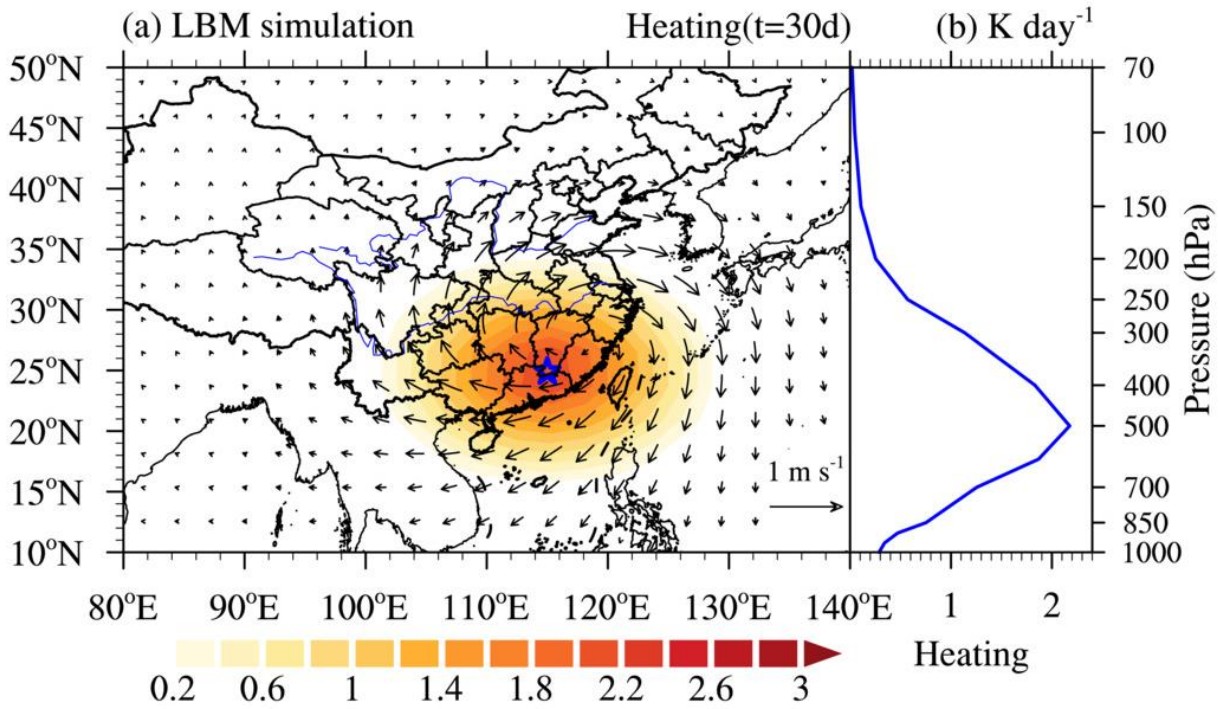 (a) LBM simulation Heating(t=30d) (b) K day⁻¹
50°N 70
45°N 100
40°N 150
35°N 200
30°N 250
300
25°N 400
20°N 500
15°N 700
850
10°N 1000
Pressure (hPa)
1 m s⁻¹
80°E 90°E 100°E 110°E 120°E 130°E 140°E 1 2
Heating
0.2 0.6 1 1.4 1.8 2.2 2.6 3